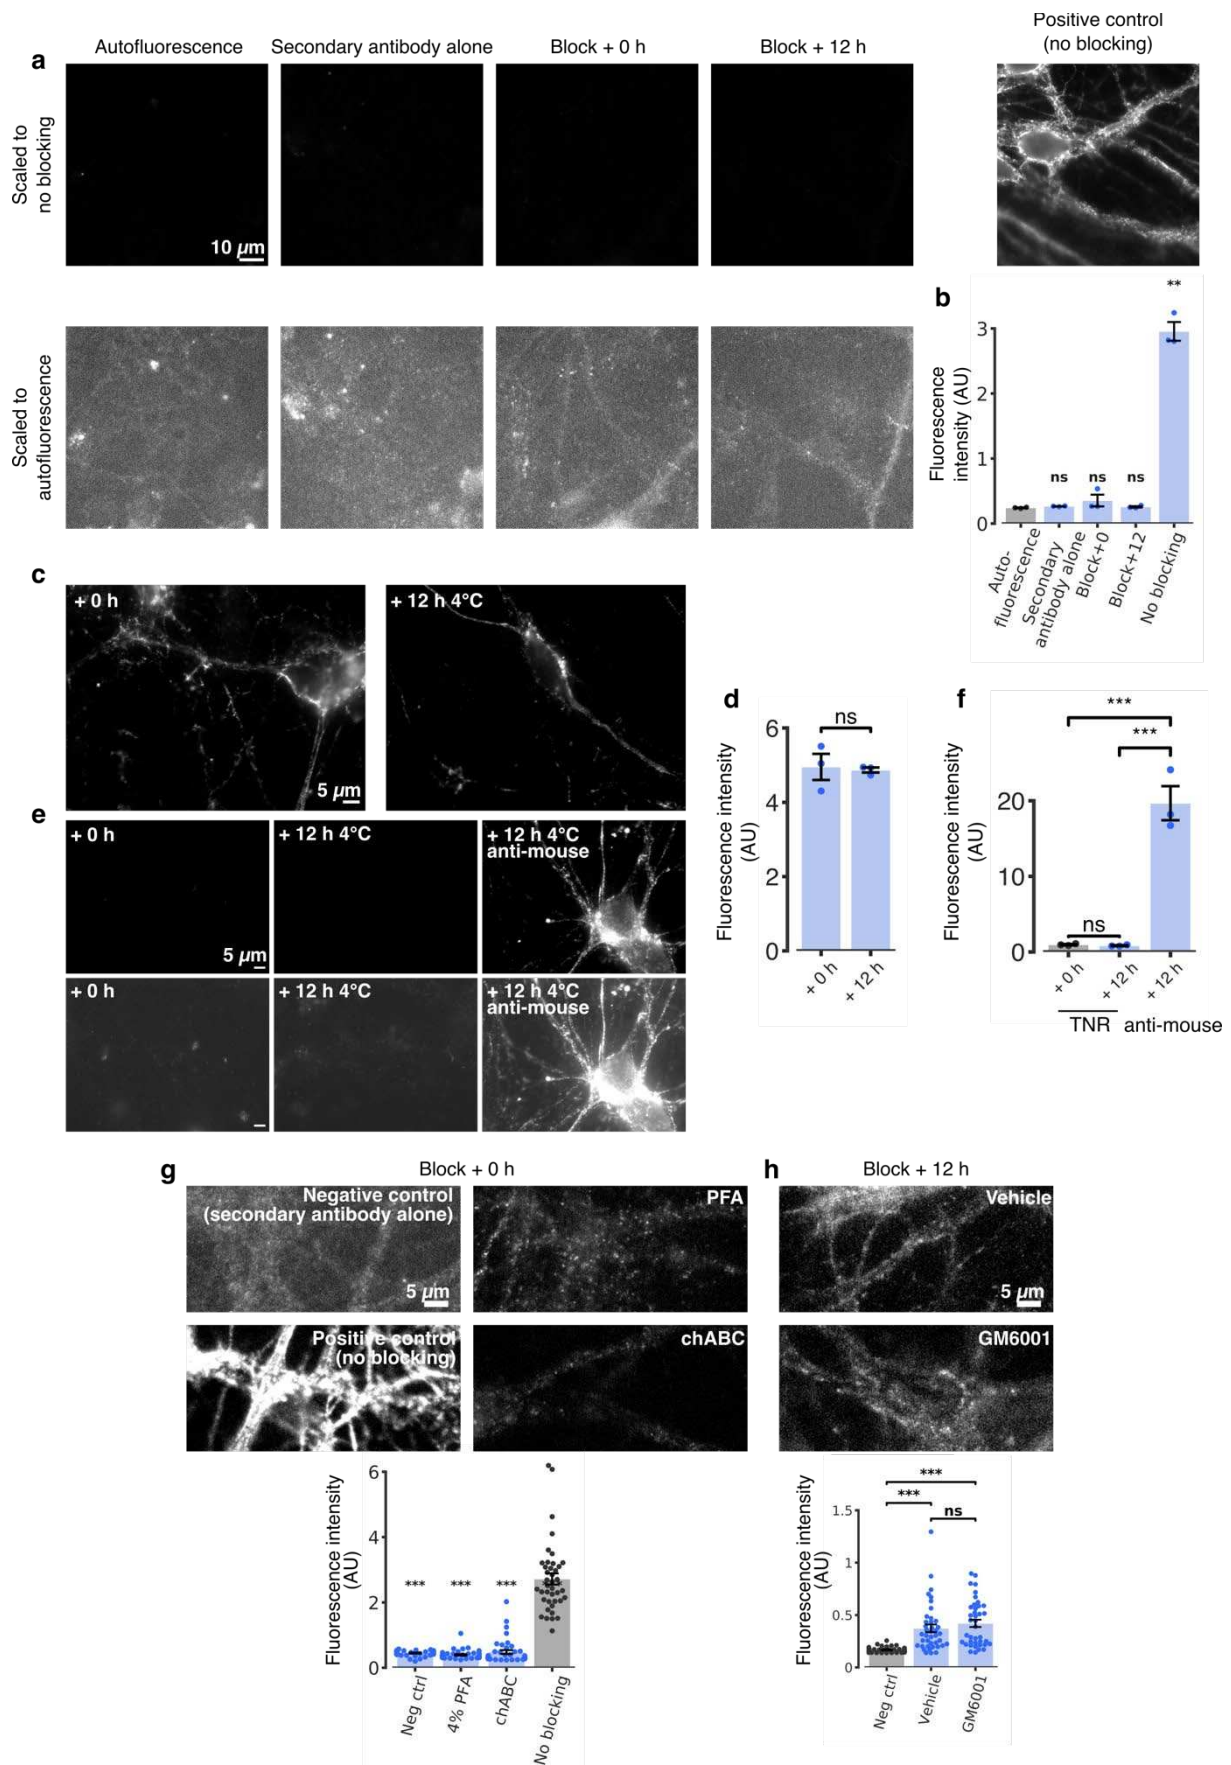 Positive control
(no blocking)
Autofluorescence
Secondary antibody alone
Block + 0 h
Block + 12 h
a
Scaled to
no blocking
10 µm
Scaled to
autofluorescence
b
**
Fluorescence
intensity (AU)
3
2
1
0
ns
ns
ns
Auto-
fluorescence
Secondary
antibody alone
Block+0
Block+12
No blocking
c
+ 0 h
5 µm
+ 12 h 4°C
d
Fluorescence intensity
(AU)
6
4
2
0
ns
+ 0 h
+ 12 h
e
+ 0 h
5 µm
+ 12 h 4°C
+ 12 h 4°C
anti-mouse
+ 0 h
+ 12 h 4°C
+ 12 h 4°C
anti-mouse
f
Fluorescence intensity
(AU)
20
10
0
***
***
ns
+ 0 h
+ 12 h
+ 12 h
TNR
anti-mouse
g
Block + 0 h
Negative control
(secondary antibody alone)
5 µm
PFA
Positive control
(no blocking)
chABC
Fluorescence intensity
(AU)
6
4
2
0
***
***
***
Neg ctrl
4% PFA
chABC
No blocking
h
Block + 12 h
Vehicle
5 µm
GM6001
Fluorescence intensity
(AU)
1.5
1
0.5
0
***
***
ns
Neg ctrl
Vehicle
GM6001